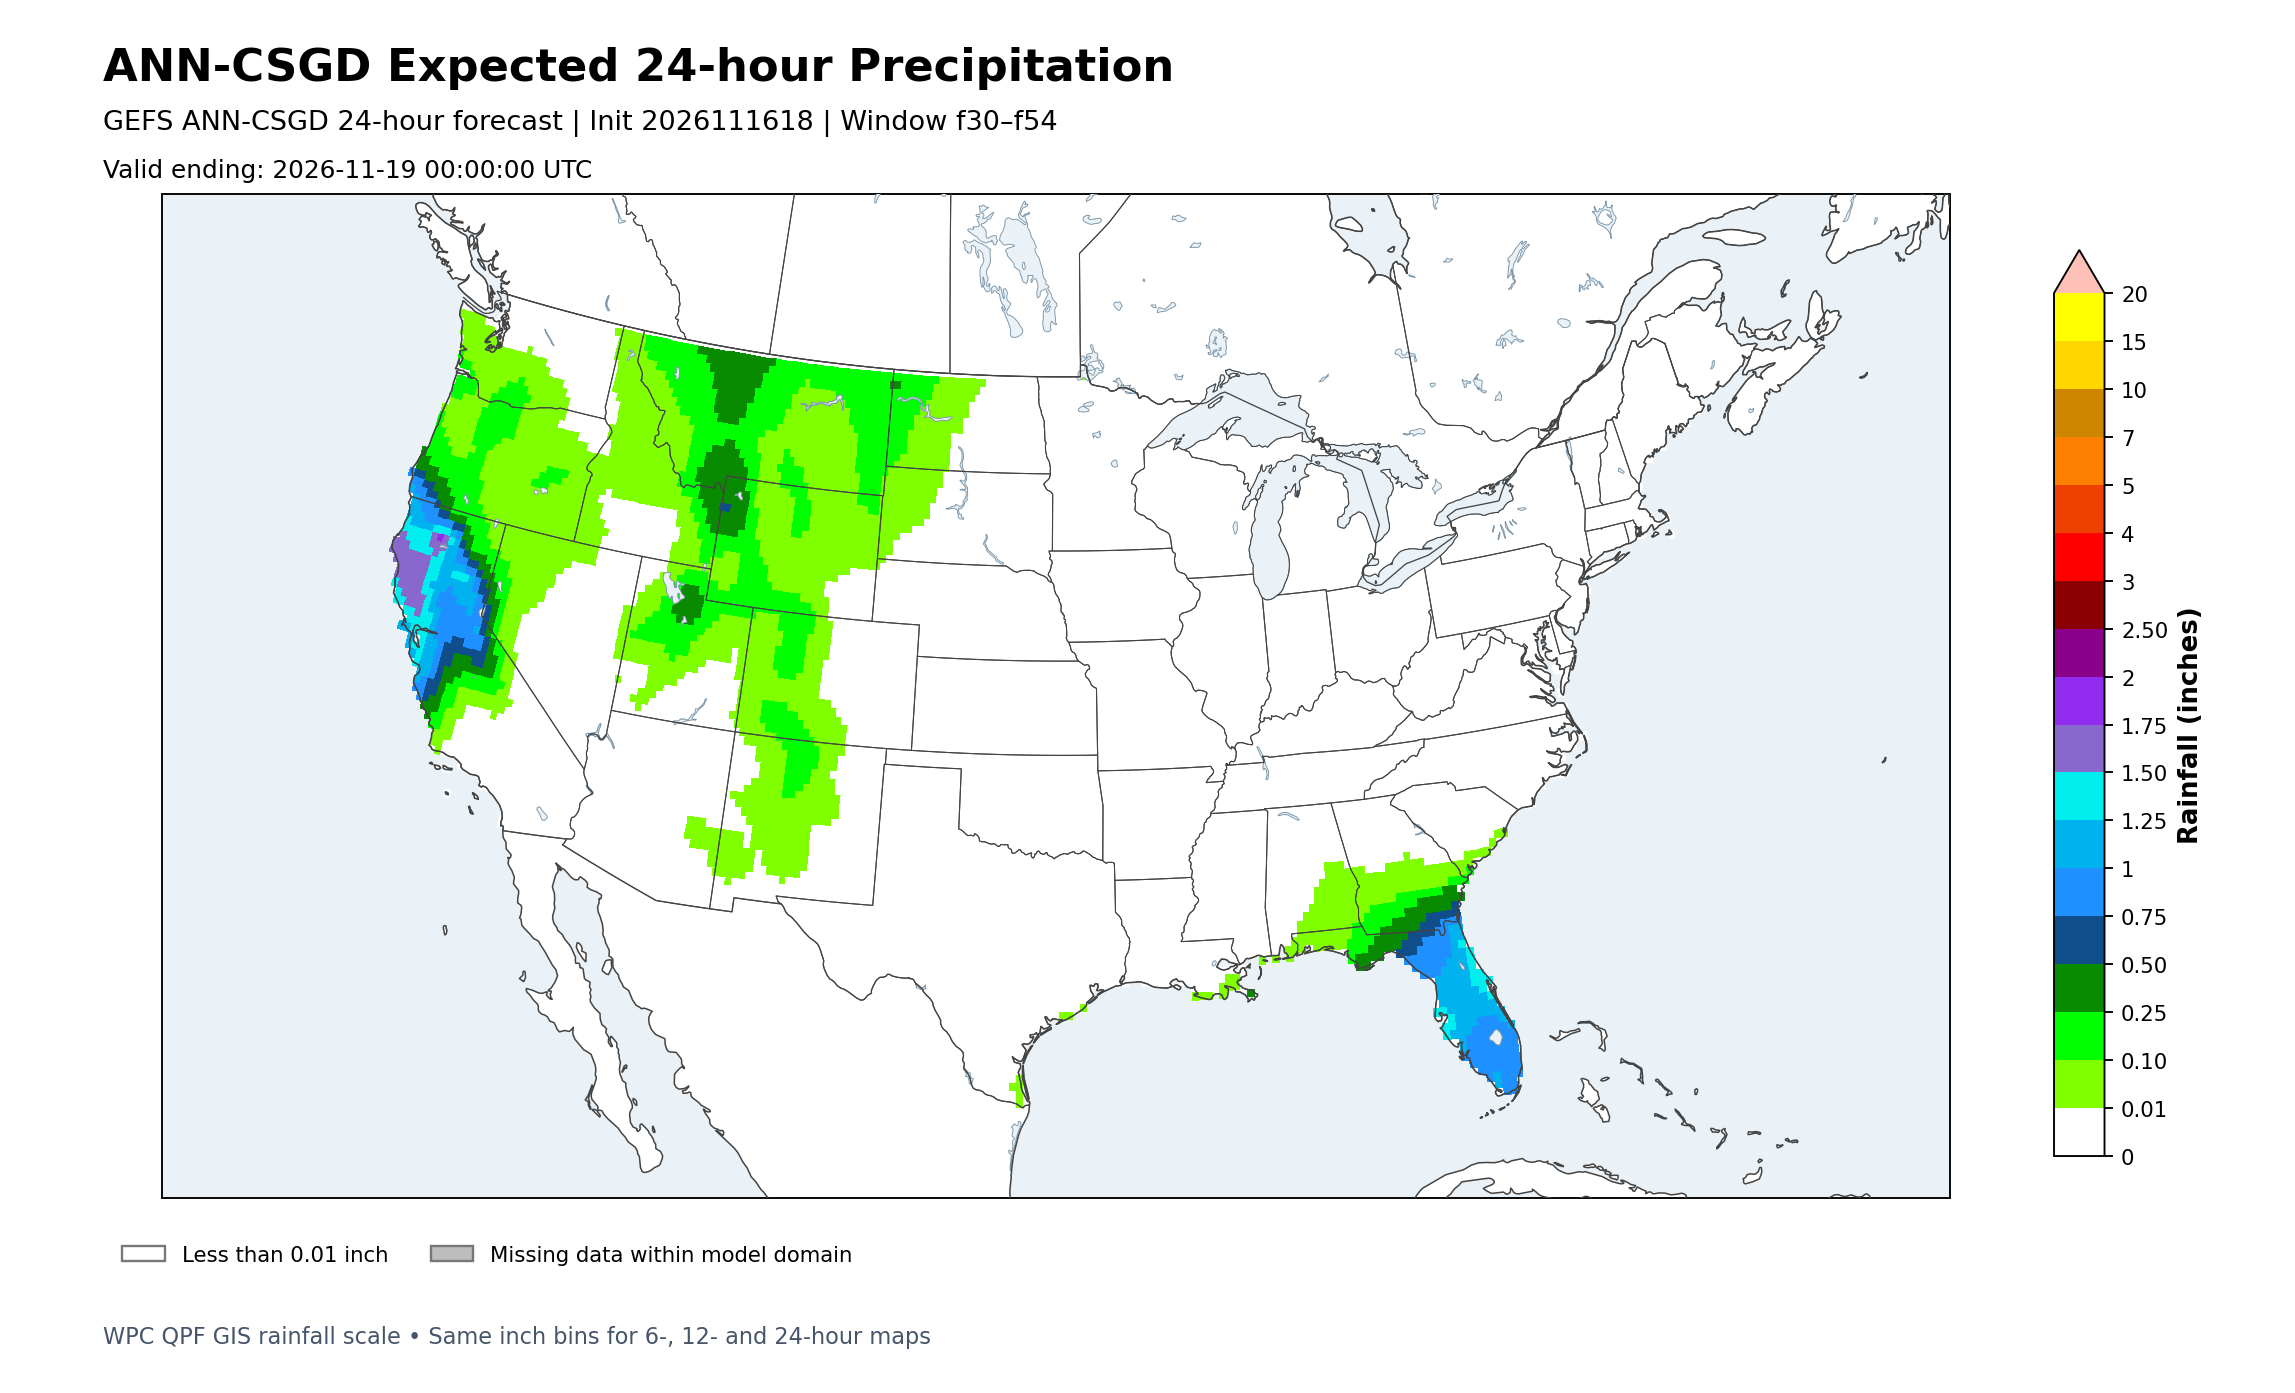 ANN-CSGD Expected 24-hour Precipitation
GEFS ANN-CSGD 24-hour forecast | Init 2026111618 | Window f30–f54
Valid ending: 2026-11-19 00:00:00 UTC
20
15
10
7
5
4
3
2.50
2
1.75
1.50
1.25
1
0.75
0.50
0.25
0.10
0.01
0
Rainfall (inches)
Less than 0.01 inch
Missing data within model domain
WPC QPF GIS rainfall scale • Same inch bins for 6-, 12- and 24-hour maps